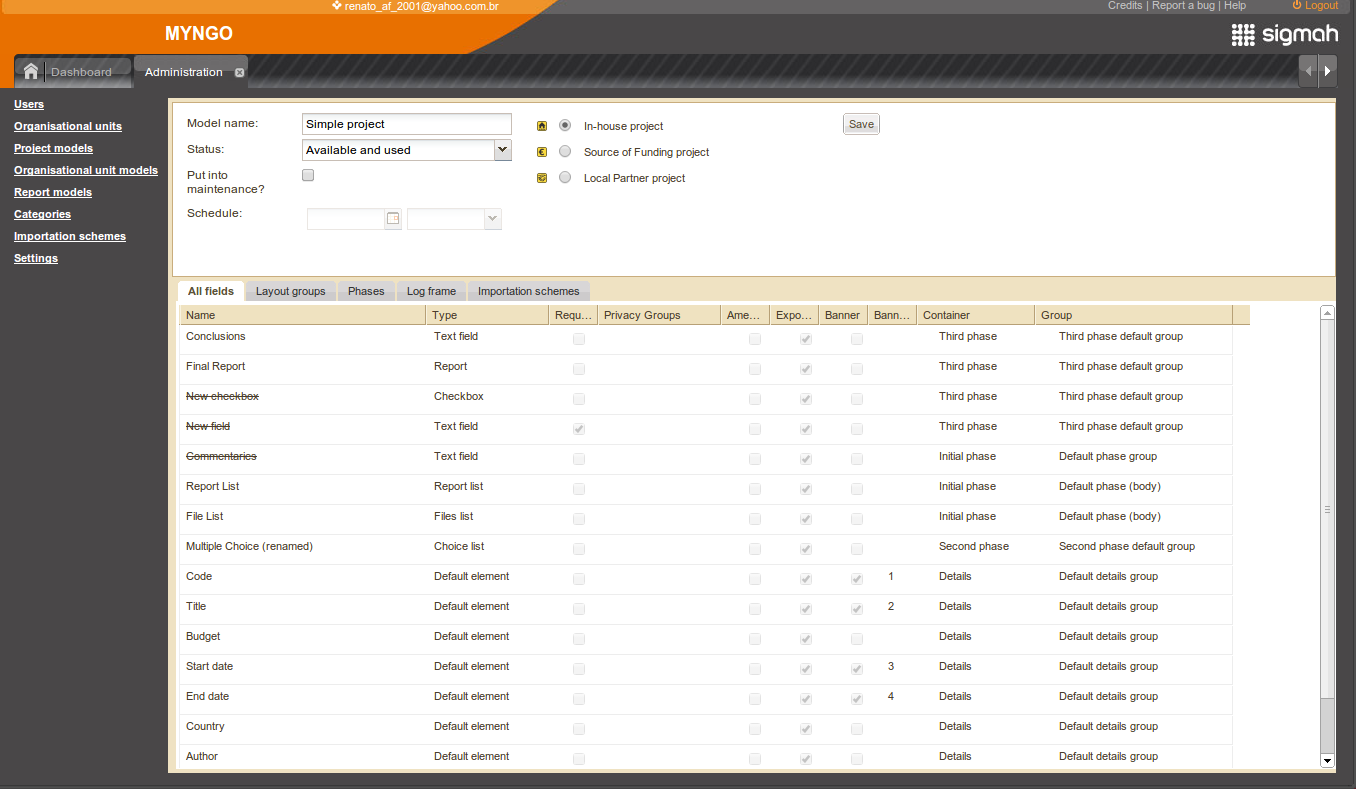 renato_af_2001@yahoo.com.br
Credits | Report a bug | Help
Logout
MYNGO
sigmah
Dashboard
Administration
Users
Organisational units
Project models
Organisational unit models
Report models
Categories
Importation schemes
Settings
Model name: Simple project
In-house project
Save
Status: Available and used
Source of Funding project
Put into
maintenance?
Local Partner project
Schedule:
All fields Layout groups Phases Log frame Importation schemes
Name Type Requ... Privacy Groups Ame... Expo... Banner Bann... Container Group
Conclusions Text field Third phase Third phase default group
Final Report Report Third phase Third phase default group
New checkbox Checkbox Third phase Third phase default group
New field Text field Third phase Third phase default group
Commentaries Text field Initial phase Default phase group
Report List Report list Initial phase Default phase (body)
File List Files list Initial phase Default phase (body)
Multiple Choice (renamed) Choice list Second phase Second phase default group
Code Default element 1 Details Default details group
Title Default element 2 Details Default details group
Budget Default element Details Default details group
Start date Default element 3 Details Default details group
End date Default element 4 Details Default details group
Country Default element Details Default details group
Author Default element Details Default details group